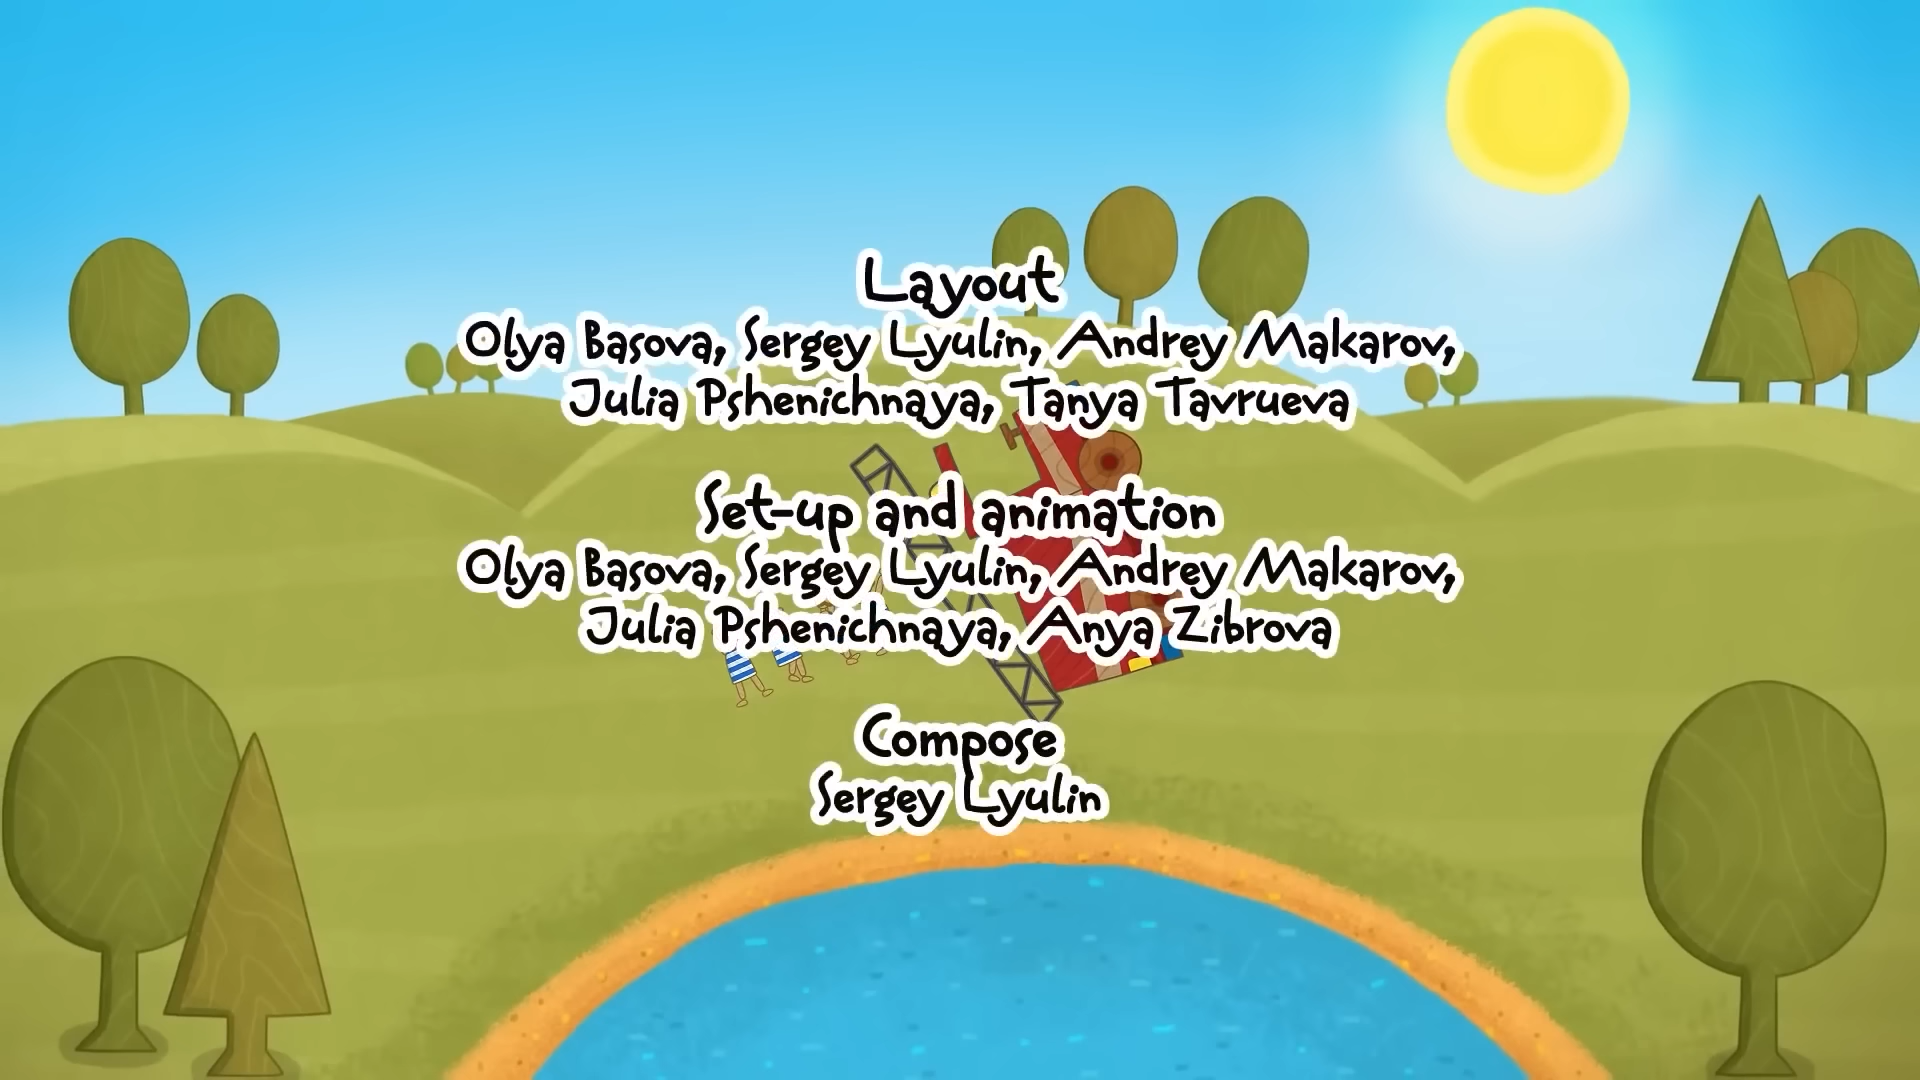 Layout
Olya Basova, Sergey Lyulin, Andrey Makarov,
Julia Pshenichnaya, Tanya Tavrueva
Set-up and animation
Olya Basova, Sergey Lyulin, Andrey Makarov,
Julia Pshenichnaya, Anya Zibrova
Compose
Sergey Lyulin